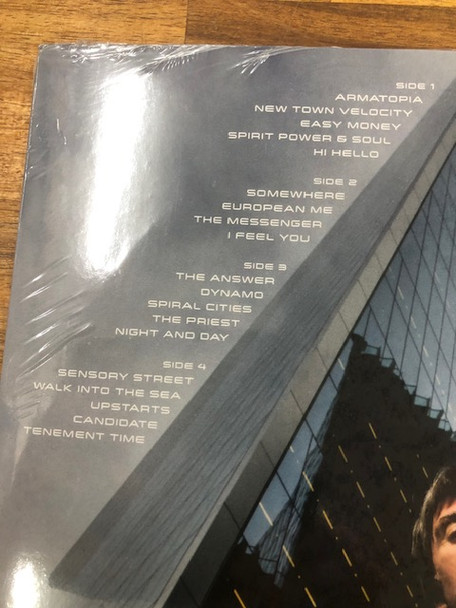 SIDE 1
ARMATOPIA
NEW TOWN VELOCITY
EASY MONEY
SPIRIT POWER & SOUL
HI HELLO
SIDE 2
SOMEWHERE
EUROPEAN ME
THE MESSENGER
I FEEL YOU
SIDE 3
THE ANSWER
DYNAMO
SPIRAL CITIES
THE PRIEST
NIGHT AND DAY
SIDE 4
SENSORY STREET
WALK INTO THE SEA
UPSTARTS
CANDIDATE
TENEMENT TIME